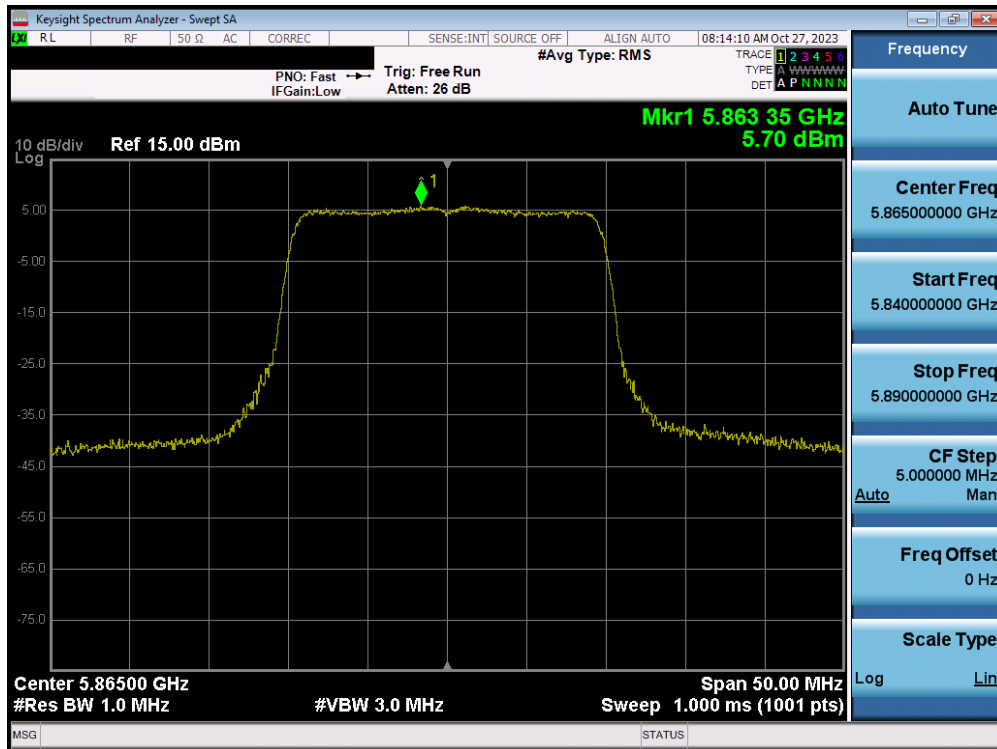 Keysight Spectrum Analyzer - Swept SA
LXI RL RF 50 Ω AC CORREC SENSE:INT SOURCE OFF ALIGN AUTO 08:14:10 AM Oct 27, 2023
#Avg Type: RMS
TRACE 1 2 3 4 5 6
TYPE A WWWWW
DET A P N N N N
PNO: Fast
IFGain:Low
Trig: Free Run
Atten: 26 dB
Mkr1 5.863 35 GHz
5.70 dBm
10 dB/div
Log
Ref 15.00 dBm
1
5.00
-5.00
-15.0
-25.0
-35.0
-45.0
-55.0
-65.0
-75.0
Center 5.86500 GHz
Span 50.00 MHz
#Res BW 1.0 MHz
#VBW 3.0 MHz
Sweep 1.000 ms (1001 pts)
MSG
STATUS
Frequency
Auto Tune
Center Freq
5.865000000 GHz
Start Freq
5.840000000 GHz
Stop Freq
5.890000000 GHz
CF Step
5.000000 MHz
Auto Man
Freq Offset
0 Hz
Scale Type
Log Lin